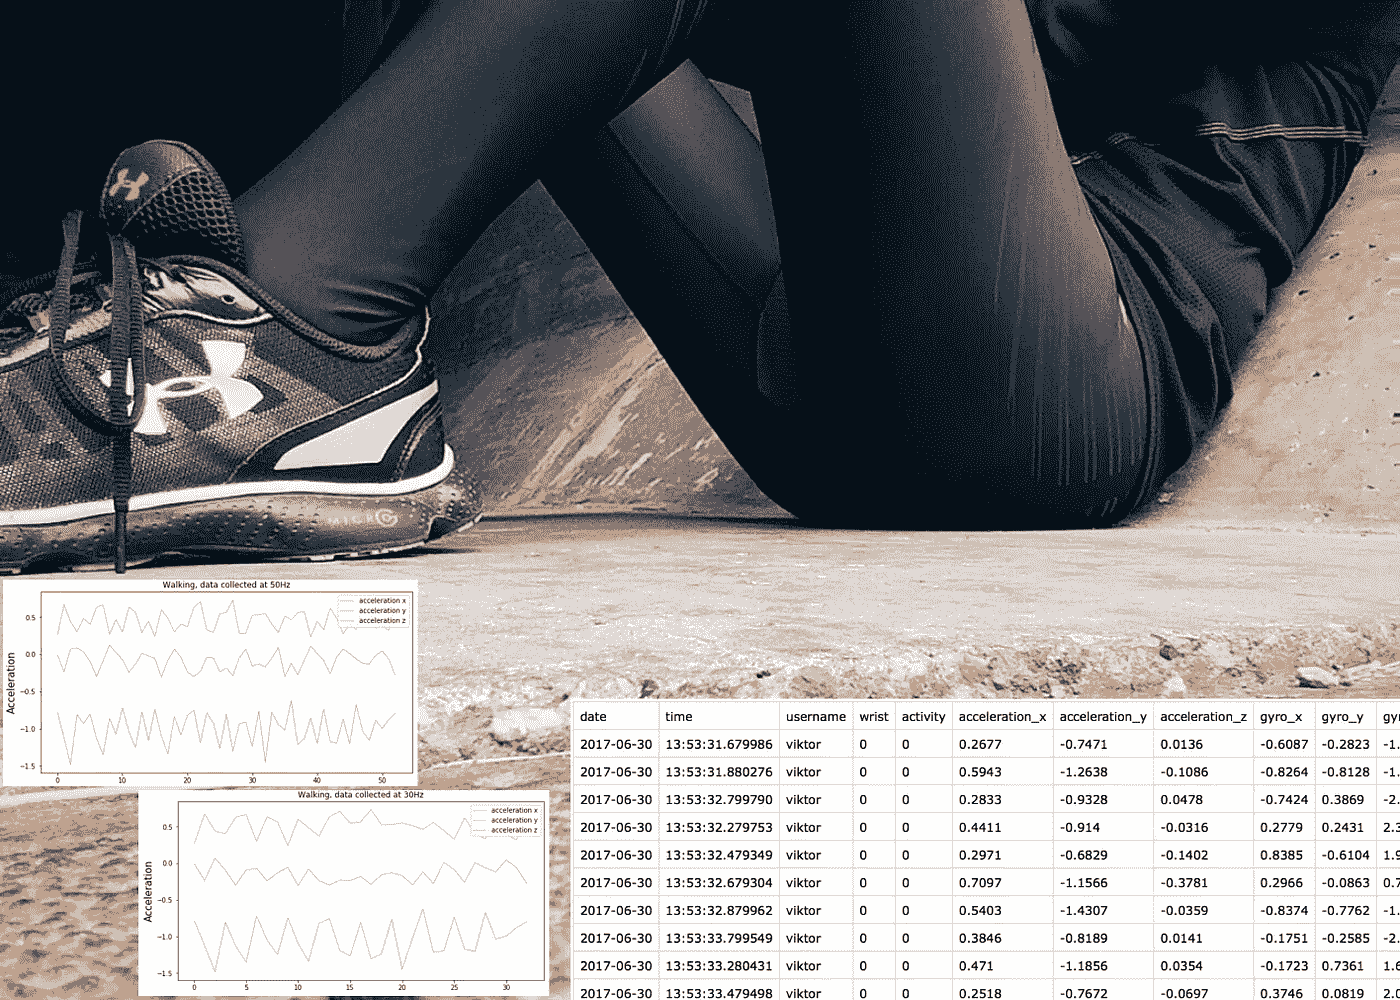 MICRO G
Walking, data collected at 50Hz
acceleration x
acceleration y
acceleration z
Acceleration
0.5
0.0
−0.5
−1.0
−1.5
0 10 20 30 40 50
Walking, data collected at 30Hz
acceleration x
acceleration y
acceleration z
Acceleration
0.5
0.0
−0.5
−1.0
−1.5
0 5 10 15 20 25 30
date time username wrist activity acceleration_x acceleration_y acceleration_z gyro_x gyro_y
2017-06-30 13:53:31.679986 viktor 0 0 0.2677 -0.7471 0.0136 -0.6087 -0.2823 -1.
2017-06-30 13:53:31.880276 viktor 0 0 0.5943 -1.2638 -0.1086 -0.8264 -0.8128 -1.
2017-06-30 13:53:32.799790 viktor 0 0 0.2833 -0.9328 0.0478 -0.7424 0.3869 -2.
2017-06-30 13:53:32.279753 viktor 0 0 0.4411 -0.914 -0.0316 0.2779 0.2431 2.3
2017-06-30 13:53:32.479349 viktor 0 0 0.2971 -0.6829 -0.1402 0.8385 -0.6104 1.9
2017-06-30 13:53:32.679304 viktor 0 0 0.7097 -1.1566 -0.3781 0.2966 -0.0863 0.7
2017-06-30 13:53:32.879962 viktor 0 0 0.5403 -1.4307 -0.0359 -0.8374 -0.7762 -1.
2017-06-30 13:53:33.799549 viktor 0 0 0.3846 -0.8189 0.0141 -0.1751 -0.2585 -2.
2017-06-30 13:53:33.280431 viktor 0 0 0.471 -1.1856 0.0354 -0.1723 0.7361 1.6
2017-06-30 13:53:33.479498 viktor 0 0 0.2518 -0.7672 -0.0697 0.3746 0.0819 2.0